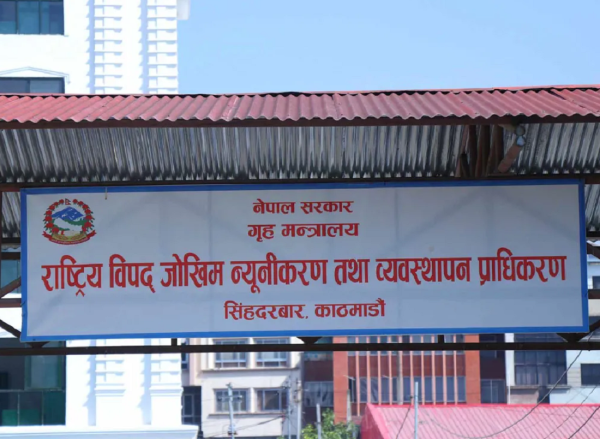 नेपाल सरकार
गृह मन्त्रालय
राष्ट्रिय विपद् जोखिम न्यूनीकरण तथा व्यवस्थापन प्राधिकरण
सिंहदरबार, काठमाडौं